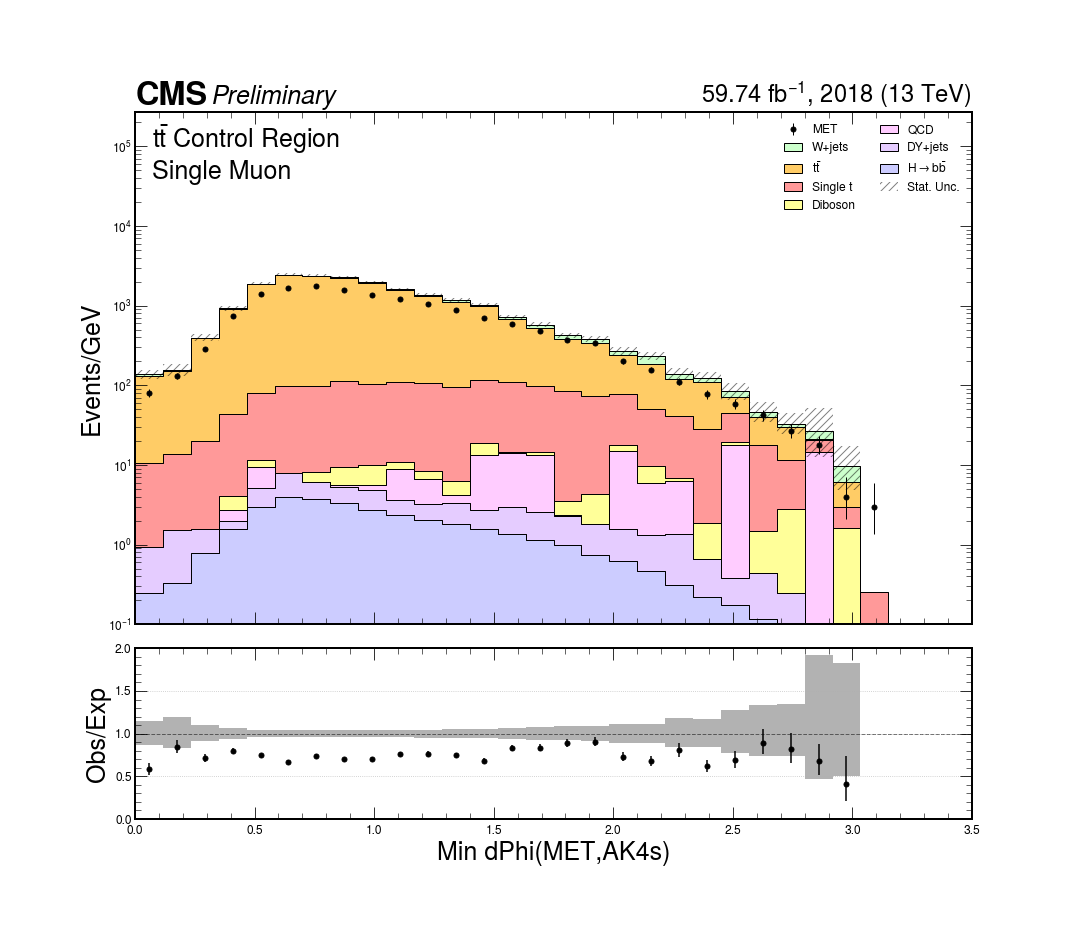 CMS Preliminary 59.74 fb⁻¹, 2018 (13 TeV)
tt̄ Control Region
Single Muon
MET
W+jets
tt̄
Single t
Diboson
QCD
DY+jets
H→bb̄
Stat. Unc.
Events/GeV
10⁵
10⁴
10³
10²
10¹
10⁰
10⁻¹
Obs/Exp
2.0
1.5
1.0
0.5
0.0
0.0 0.5 1.0 1.5 2.0 2.5 3.0 3.5
Min dPhi(MET,AK4s)